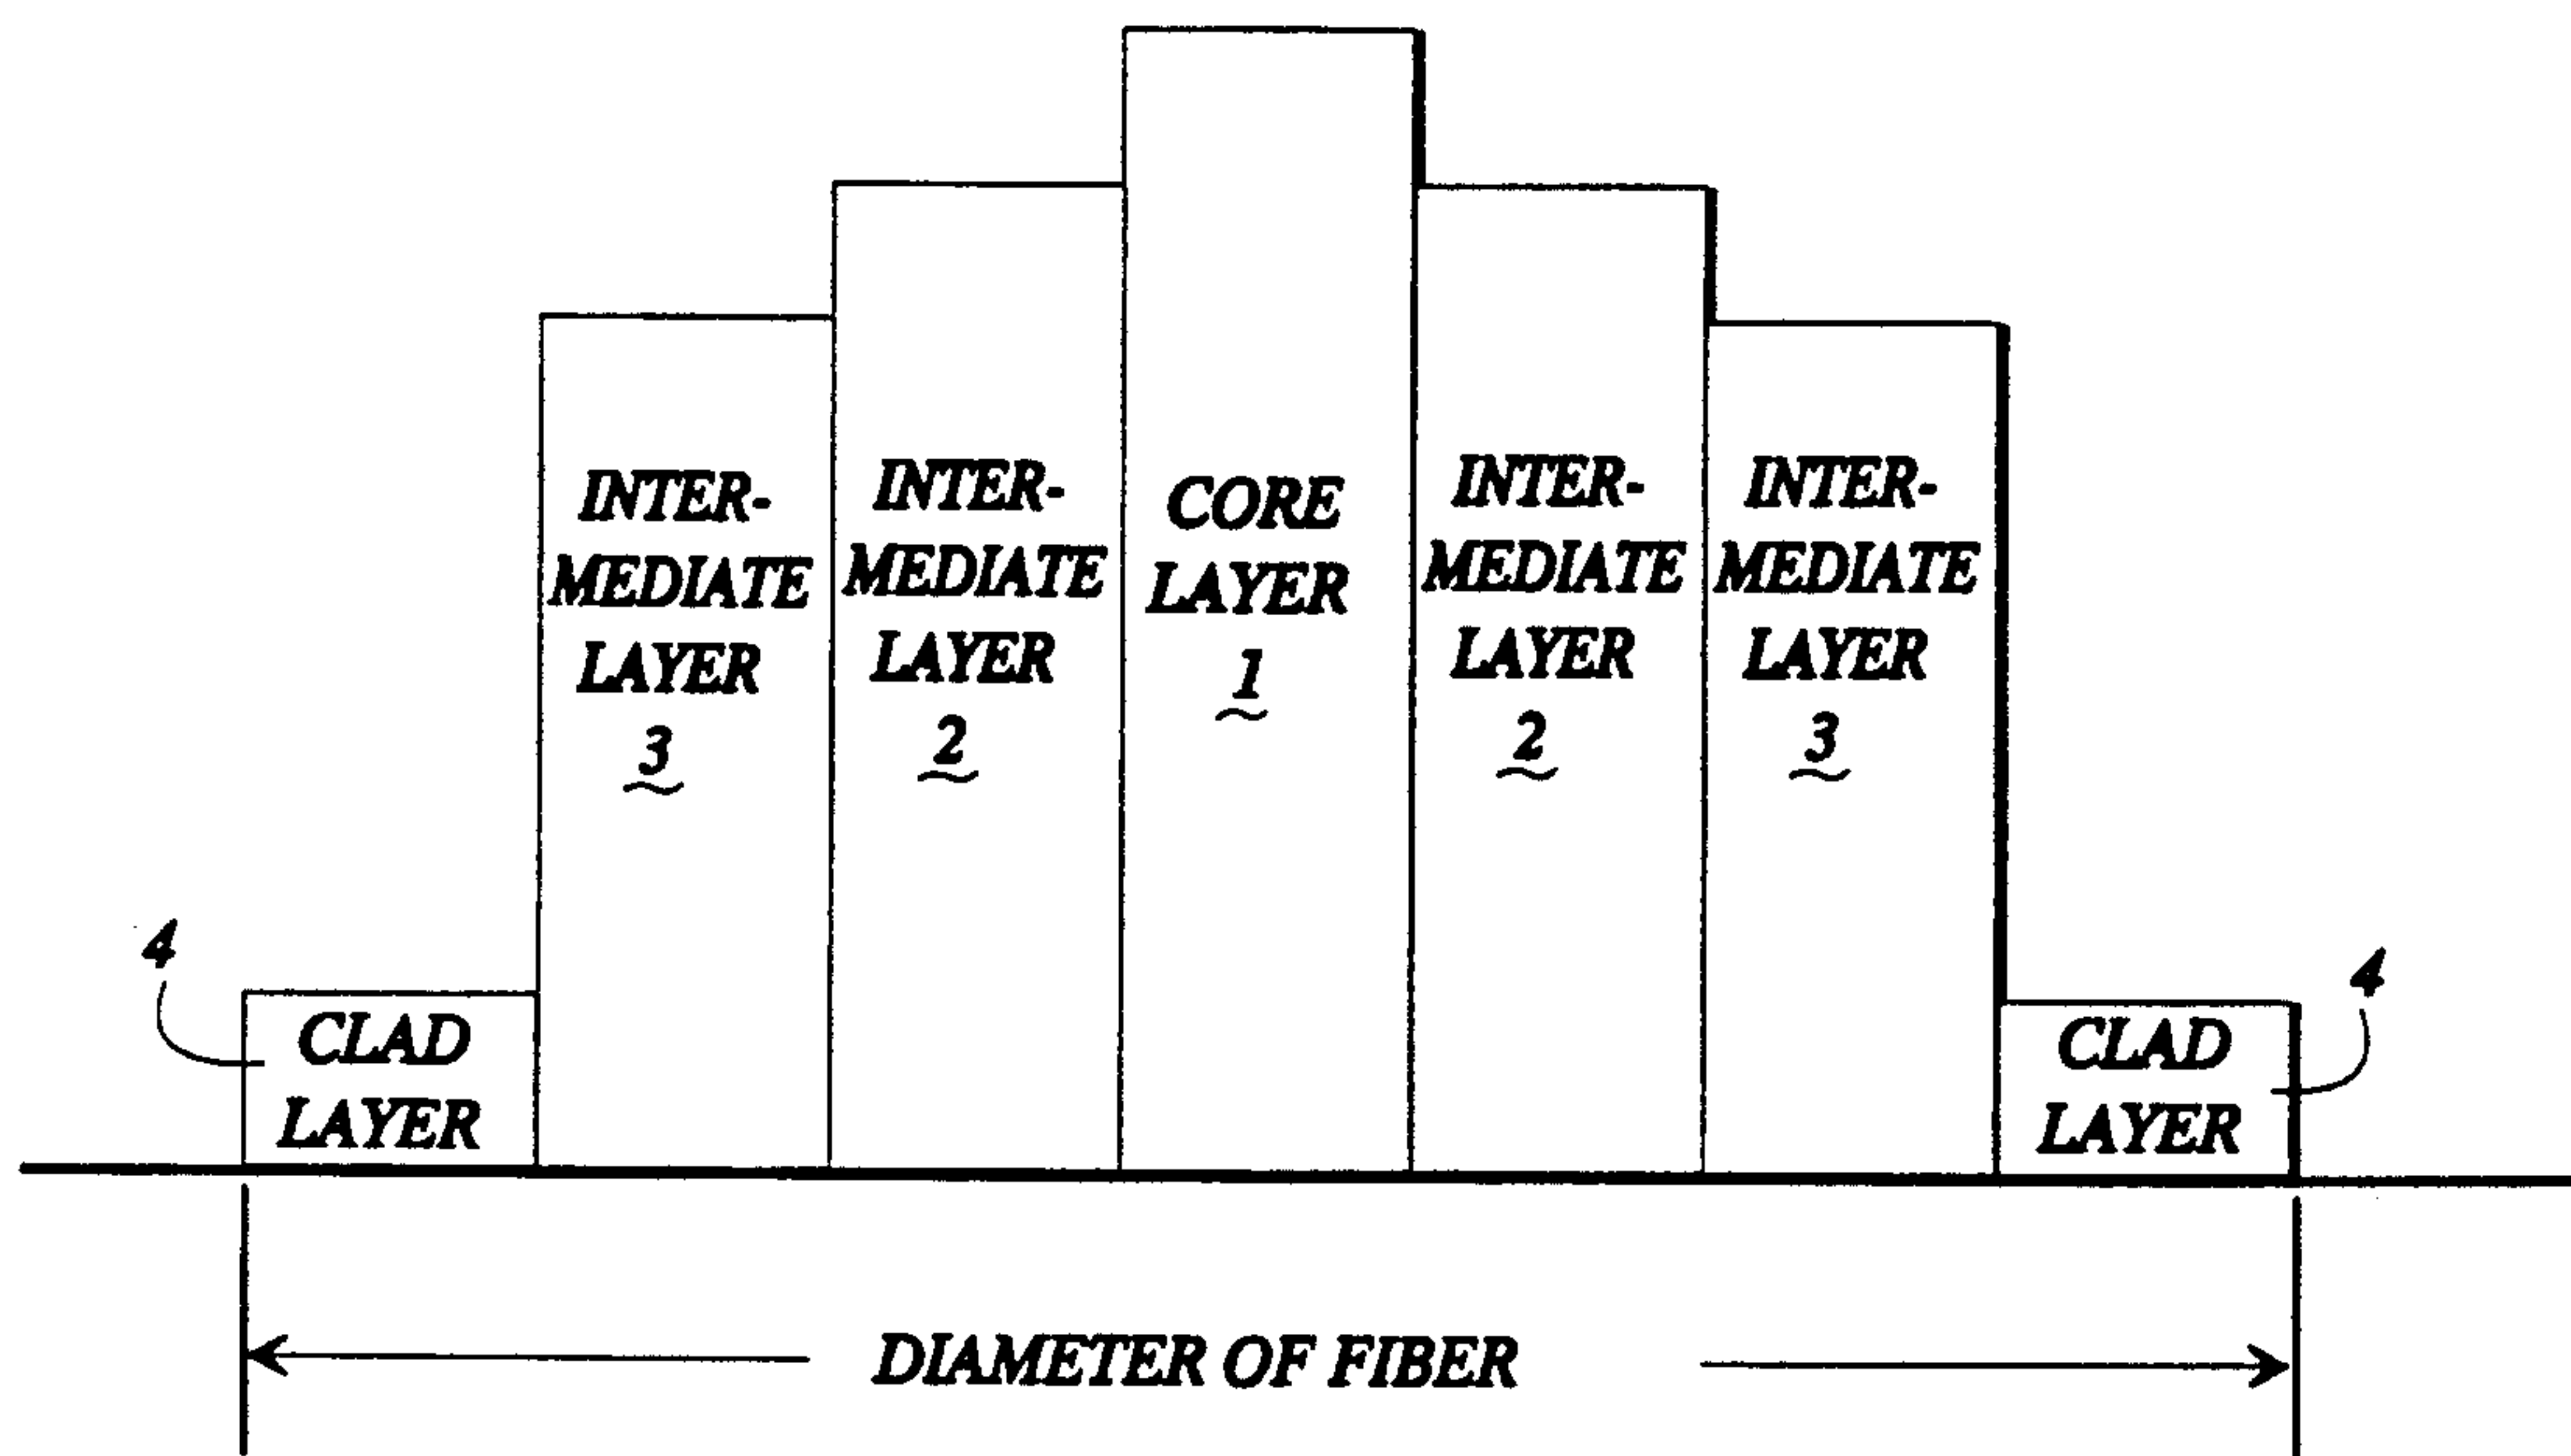 INTER-
MEDIATE
LAYER
3
INTER-
MEDIATE
LAYER
2
CORE
LAYER
1
INTER-
MEDIATE
LAYER
2
INTER-
MEDIATE
LAYER
3
4
CLAD
LAYER
4
CLAD
LAYER
DIAMETER OF FIBER